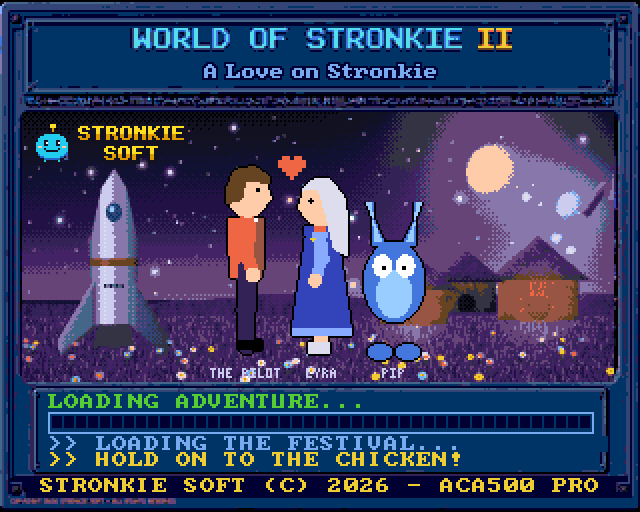 WORLD OF STRONKIE II
A Love on Stronkie
STRONKIE
SOFT
THE PILOT LYRA PIP
LOADING ADVENTURE...
>> LOADING THE FESTIVAL...
>> HOLD ON TO THE CHICKEN!
STRONKIE SOFT (C) 2026 - ACA500 PRO